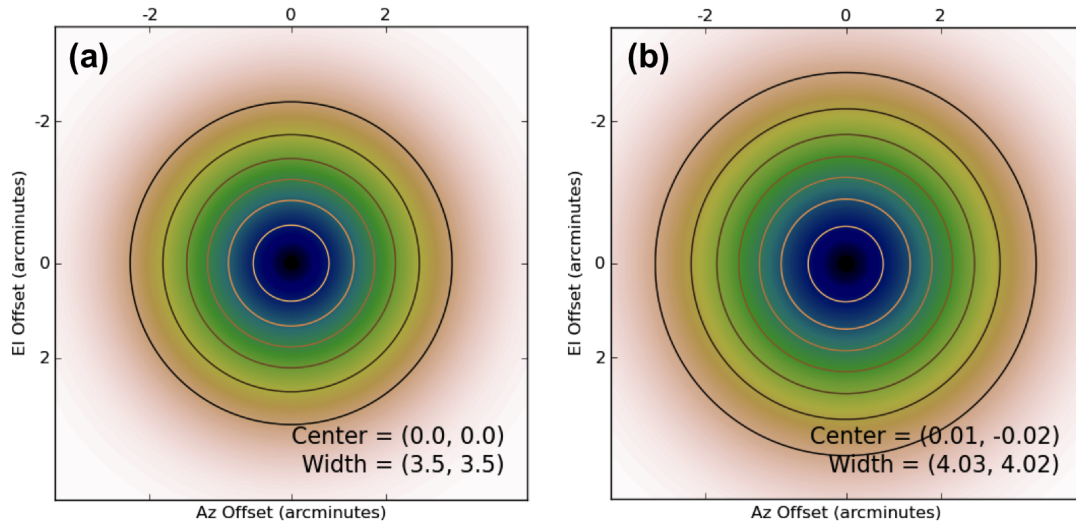 -2 0 2
(a)
-2
0
2
El Offset (arcminutes)
Center = (0.0, 0.0)
Width = (3.5, 3.5)
Az Offset (arcminutes)
-2 0 2
(b)
-2
0
2
El Offset (arcminutes)
Center = (0.01, -0.02)
Width = (4.03, 4.02)
Az Offset (arcminutes)